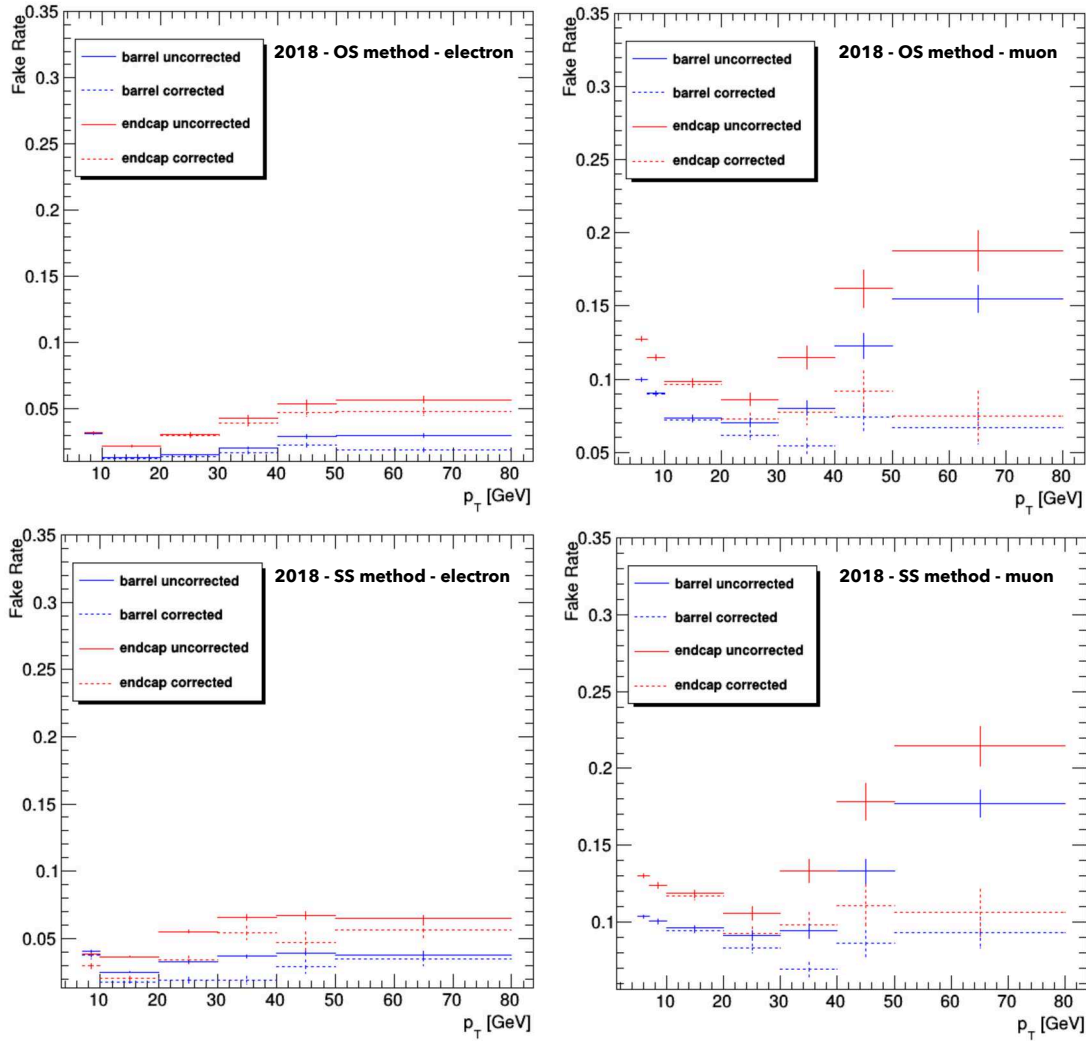 Fake Rate
0.35
0.3
0.25
0.2
0.15
0.1
0.05
2018 - OS method - electron
barrel uncorrected
barrel corrected
endcap uncorrected
endcap corrected
10 20 30 40 50 60 70 80
p_T [GeV]
Fake Rate
0.35
0.3
0.25
0.2
0.15
0.1
0.05
2018 - OS method - muon
barrel uncorrected
barrel corrected
endcap uncorrected
endcap corrected
10 20 30 40 50 60 70 80
p_T [GeV]
Fake Rate
0.35
0.3
0.25
0.2
0.15
0.1
0.05
2018 - SS method - electron
barrel uncorrected
barrel corrected
endcap uncorrected
endcap corrected
10 20 30 40 50 60 70 80
p_T [GeV]
Fake Rate
0.35
0.3
0.25
0.2
0.15
0.1
2018 - SS method - muon
barrel uncorrected
barrel corrected
endcap uncorrected
endcap corrected
10 20 30 40 50 60 70 80
p_T [GeV]